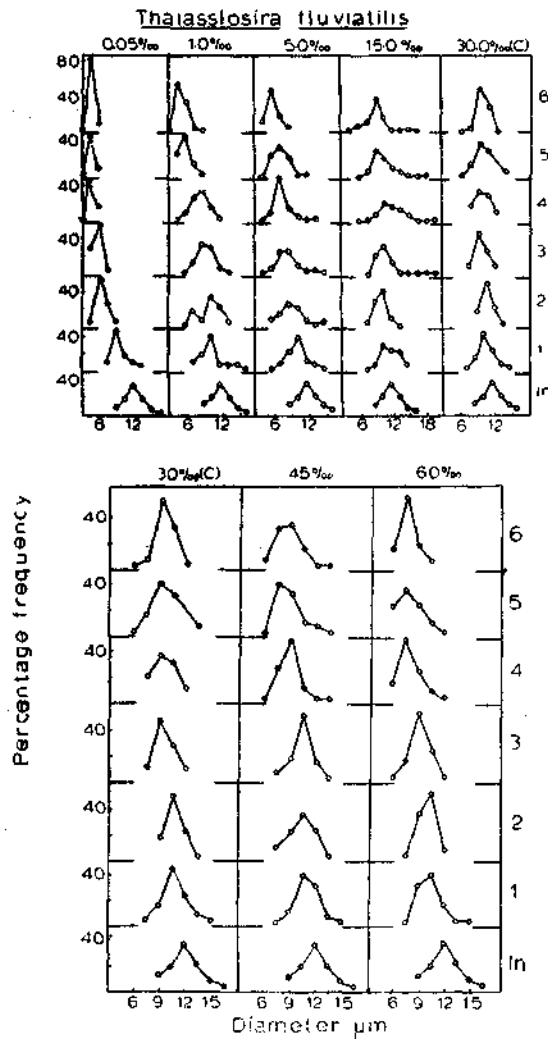 Thalassiosira fluviatilis
0.05‰ 1.0‰ 5.0‰ 15.0‰ 30.0‰(C)
80
40 6
40 5
40 4
40 3
40 2
40 1
40 In
6 12 6 12 6 12 6 12 18 6 12
30‰(C) 45‰ 60‰
40 6
40 5
40 4
40 3
40 2
40 1
40 In
6 9 12 15 6 9 12 15 6 9 12 15
Percentage frequency
Diameter μm